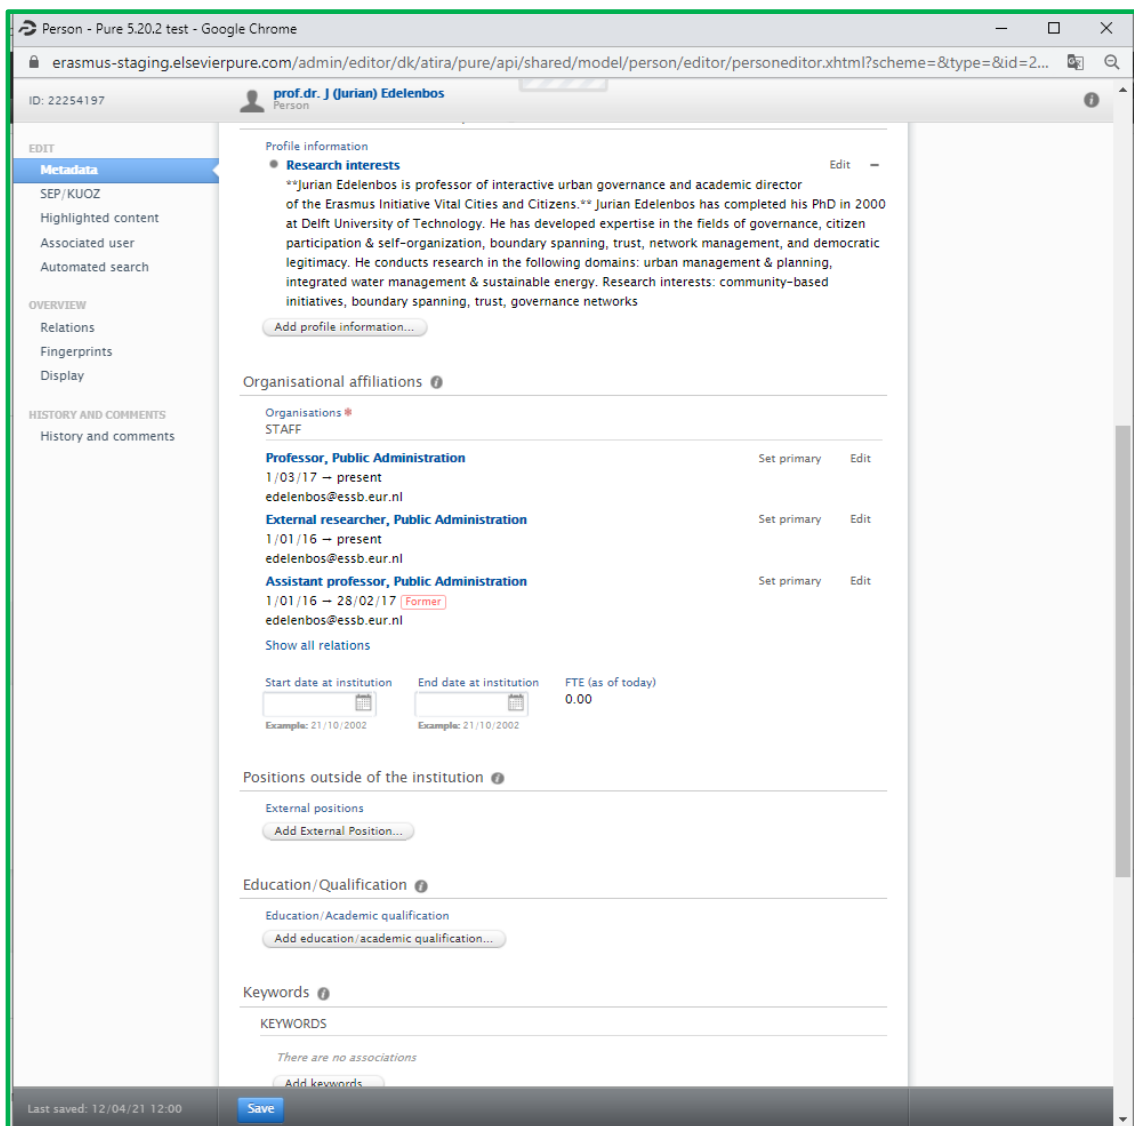 Person - Pure 5.20.2 test - Google Chrome
erasmus-staging.elsevierpure.com/admin/editor/dk/atira/pure/api/shared/model/person/editor/personeditor.xhtml?scheme=&type=&id=2...
ID: 22254197
prof.dr. J (Jurian) Edelenbos
Person
EDIT
Metadata
SEP/KUOZ
Highlighted content
Associated user
Automated search
OVERVIEW
Relations
Fingerprints
Display
HISTORY AND COMMENTS
History and comments
Profile information
Research interests
Edit
**Jurian Edelenbos is professor of interactive urban governance and academic director
of the Erasmus Initiative Vital Cities and Citizens.** Jurian Edelenbos has completed his PhD in 2000
at Delft University of Technology. He has developed expertise in the fields of governance, citizen
participation & self-organization, boundary spanning, trust, network management, and democratic
legitimacy. He conducts research in the following domains: urban management & planning,
integrated water management & sustainable energy. Research interests: community-based
initiatives, boundary spanning, trust, governance networks
Add profile information...
Organisational affiliations
Organisations *
STAFF
Professor, Public Administration Set primary Edit
1/03/17 → present
edelenbos@essb.eur.nl
External researcher, Public Administration Set primary Edit
1/01/16 → present
edelenbos@essb.eur.nl
Assistant professor, Public Administration Set primary Edit
1/01/16 → 28/02/17 Former
edelenbos@essb.eur.nl
Show all relations
Start date at institution End date at institution FTE (as of today)
0.00
Example: 21/10/2002 Example: 21/10/2002
Positions outside of the institution
External positions
Add External Position...
Education/Qualification
Education/Academic qualification
Add education/academic qualification...
Keywords
KEYWORDS
There are no associations
Add keywords...
Last saved: 12/04/21 12:00
Save